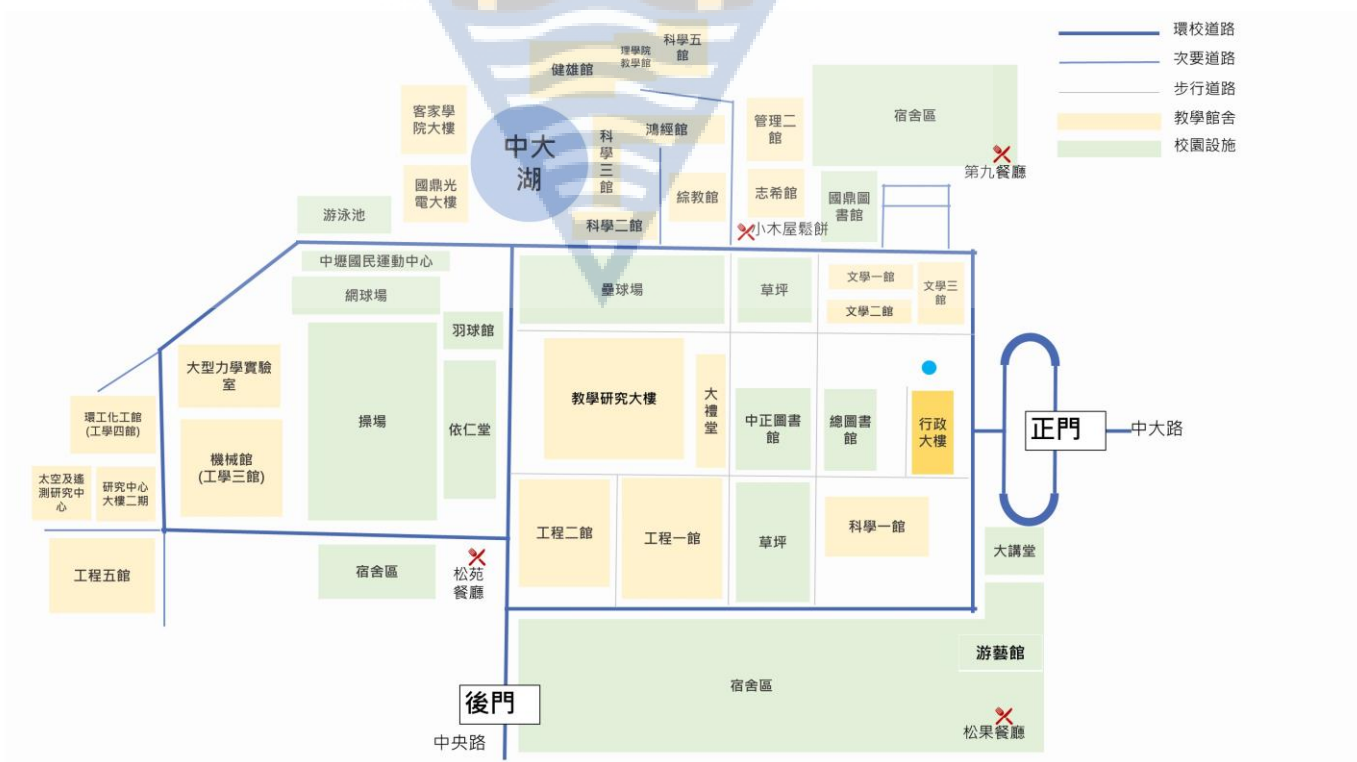 環校道路
次要道路
步行道路
教學館舍
校園設施
科學五
館
理學院
教學館
健雄館
客家學
院大樓
中大
湖
科
學
三
館
鴻經館
管理二
館
宿舍區
第九餐廳
國鼎光
電大樓
綜教館
志希館
國鼎圖
書館
游泳池
科學二館
小木屋鬆餅
中壢國民運動中心
網球場
壘球場
草坪
文學一館
文學二館
文學三
館
羽球館
大型力學實驗
室
操場
依仁堂
教學研究大樓
大
禮
堂
中正圖書
館
總圖書
館
行政
大樓
正門
中大路
環工化工館
(工學四館)
機械館
(工學三館)
太空及遙
測研究中
心
研究中心
大樓二期
工程二館
工程一館
草坪
科學一館
大講堂
工程五館
宿舍區
松苑
餐廳
游藝館
宿舍區
後門
松果餐廳
中央路